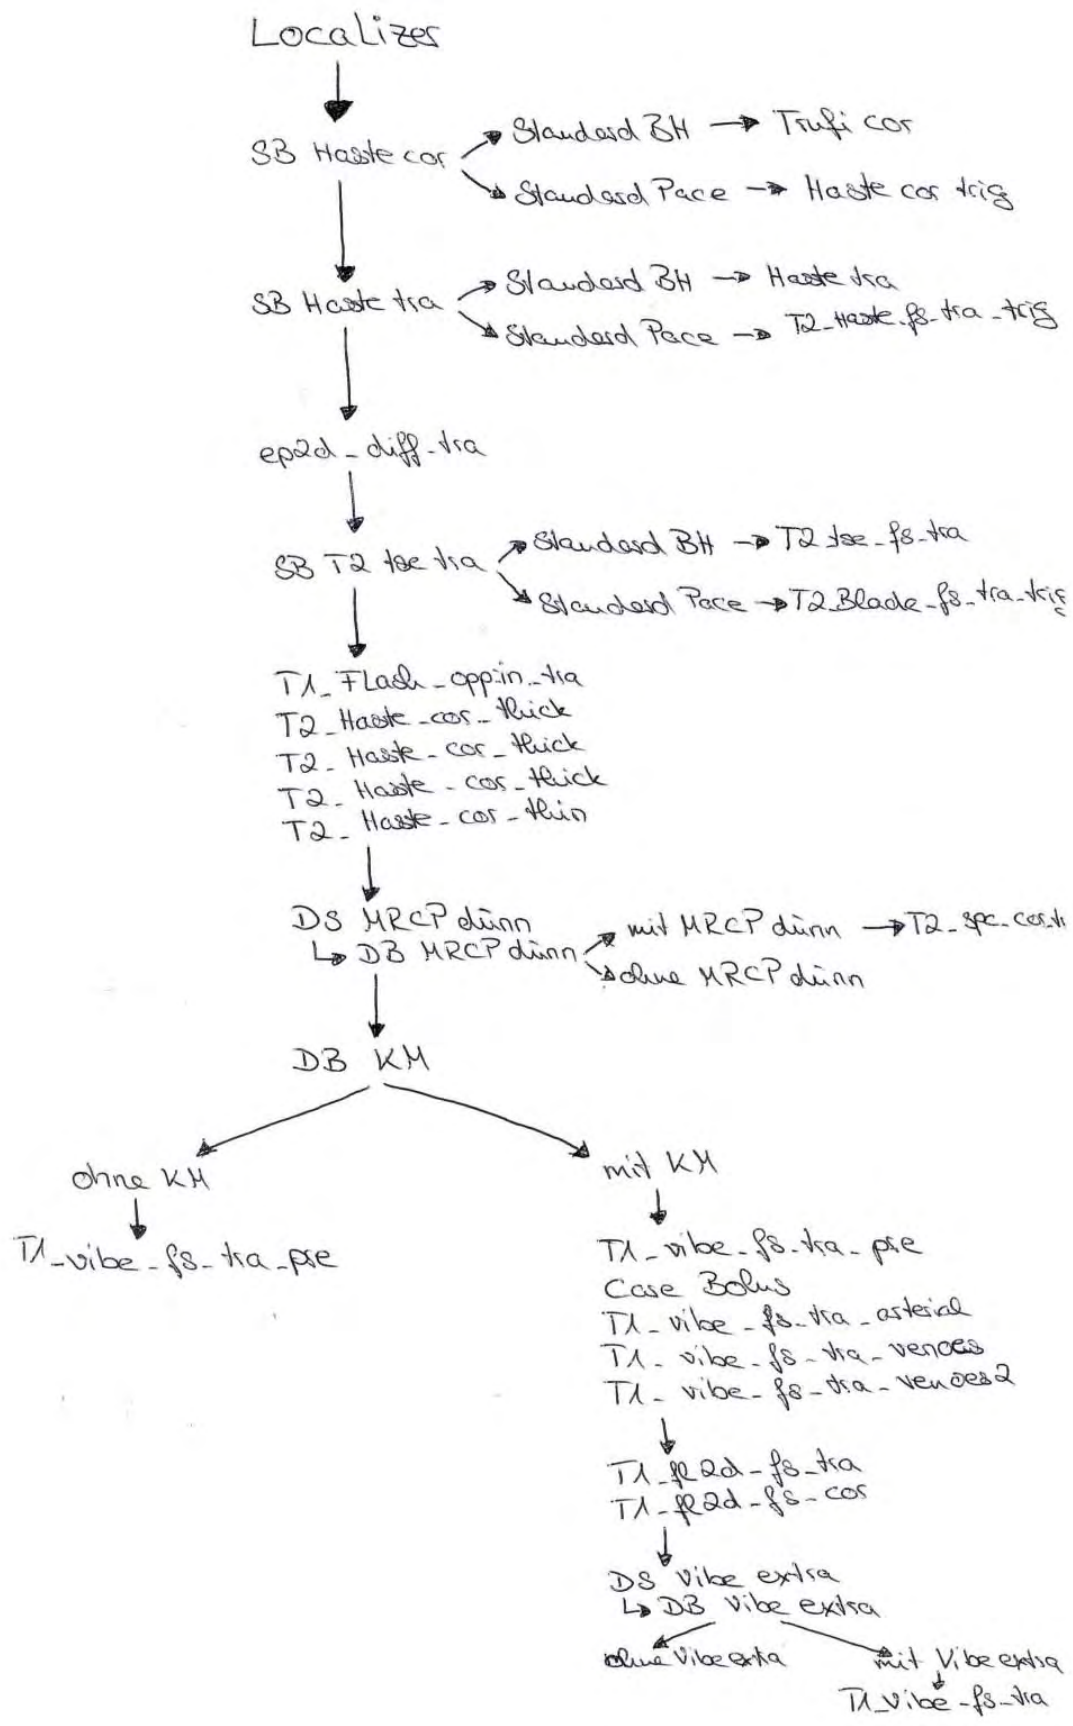 Localizer
SB Haste cor
Standard BH → Trufi cor
Standard Pace → Haste cor trig
SB Haste tra
Standard BH → Haste tra
Standard Pace → T2_Haste_fs_tra_trig
ep2d_diff_tra
SB T2 tse tra
Standard BH → T2_tse_fs_tra
Standard Pace → T2_Blade_fs_tra_trig
T1_Flash_opp-in_tra
T2_Haste_cor_thick
T2_Haste_cor_thick
T2_Haste_cor_thick
T2_Haste_cor_thin
DS MRCP dünn
↳ DB MRCP dünn
mit MRCP dünn → T2_spc_cor
ohne MRCP dünn
DB KM
ohne KM
T1_vibe_fs_tra_pre
mit KM
T1_vibe_fs_tra_pre
Care Bolus
T1_vibe_fs_tra_arterial
T1_vibe_fs_tra_venoes
T1_vibe_fs_tra_venoes2
T1_fl2d_fs_tra
T1_fl2d_fs_cor
DS Vibe extra
↳ DB Vibe extra
ohne Vibe extra
mit Vibe extra
T1_Vibe_fs_tra